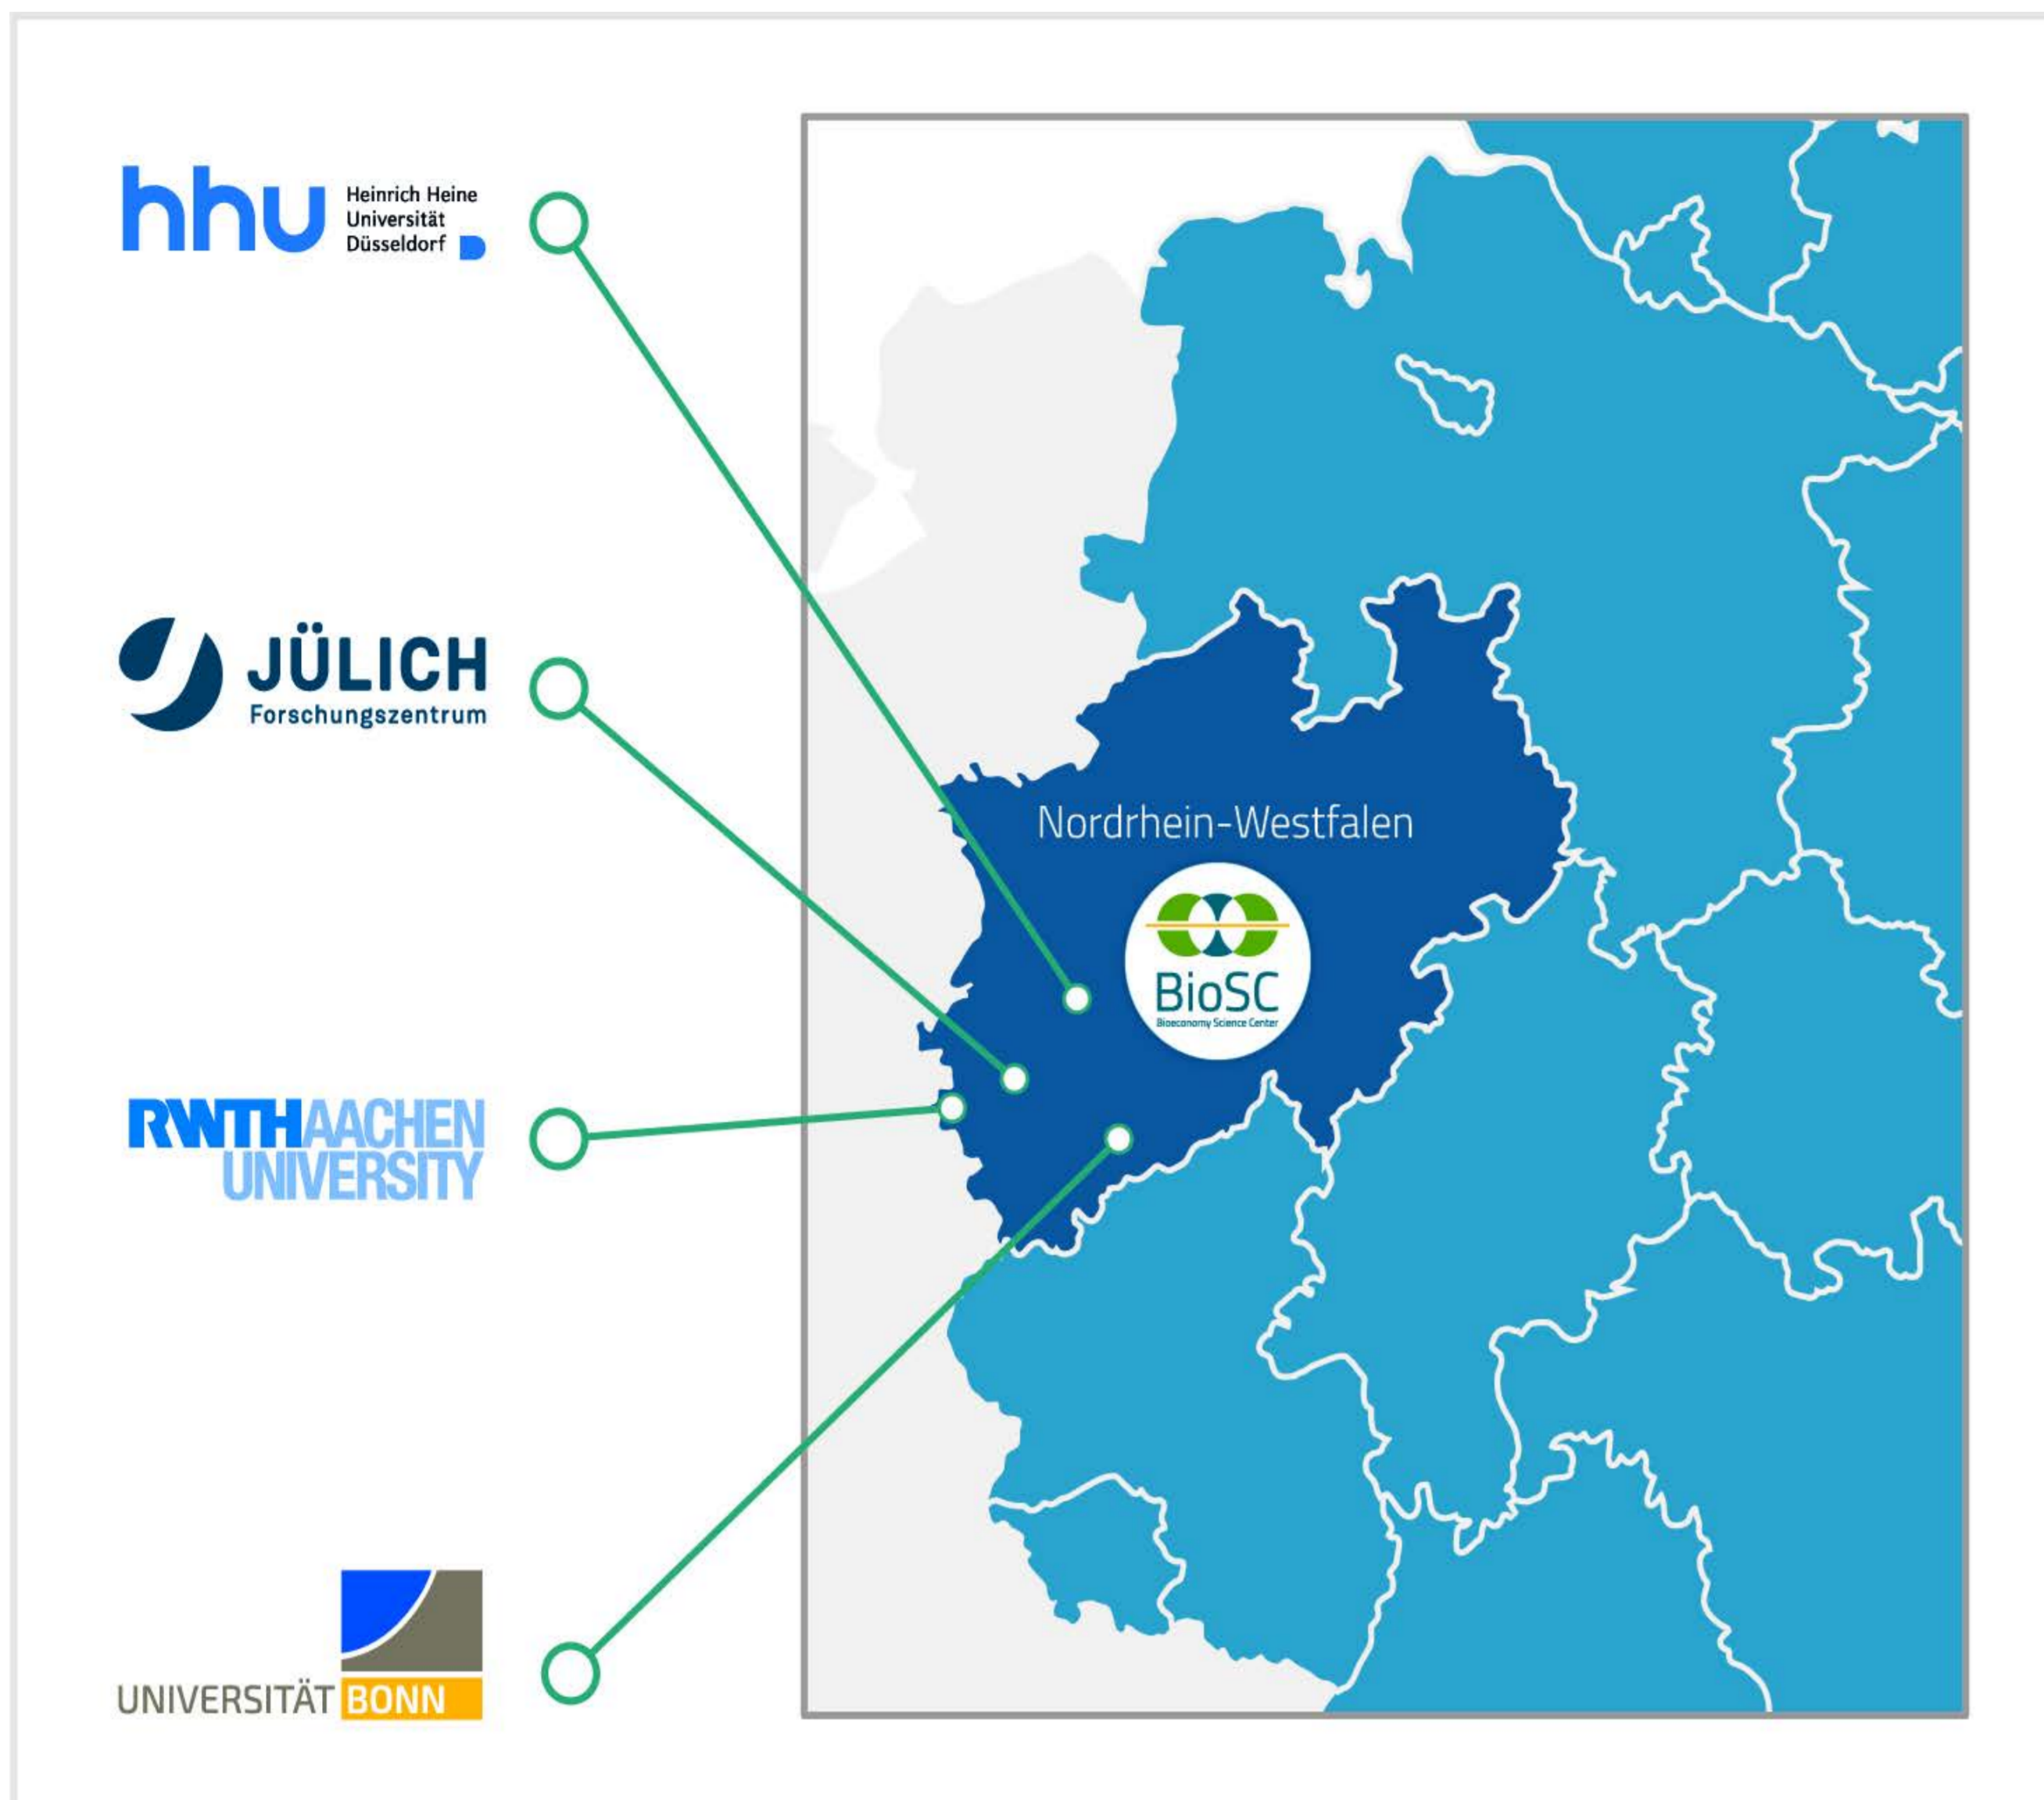 hhu
Heinrich Heine
Universität
Düsseldorf
JÜLICH
Forschungszentrum
RWTHAACHEN
UNIVERSITY
UNIVERSITÄT BONN
Nordrhein-Westfalen
BioSC
Bioeconomy Science Center